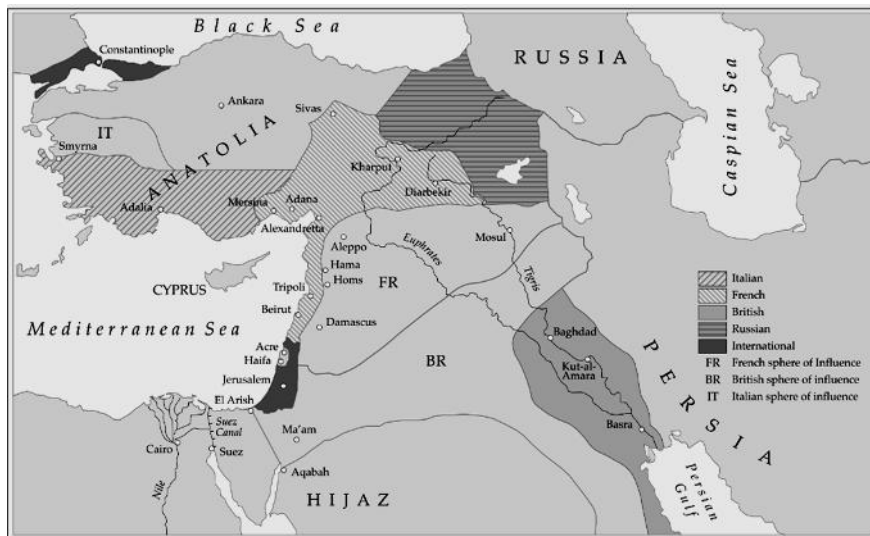 Black Sea
Constantinople
RUSSIA
Caspian Sea
Ankara
Sivas
IT
Smyrna
ANATOLIA
Kharput
Diarbekir
Adalia
Mersina
Adana
Alexandretta
Aleppo
Mosul
Euphrates
Tigris
Hama
Homs
FR
CYPRUS
Tripoli
Beirut
Mediterranean Sea
Damascus
Acre
Haifa
BR
Jerusalem
El Arish
Baghdad
Kut-al-
Amara
PERSIA
Suez
Canal
Ma'am
Basra
Cairo
Suez
Aqabah
Nile
HIJAZ
Persian
Gulf
Italian
French
British
Russian
International
FR French sphere of Influence
BR British sphere of influence
IT Italian sphere of influence